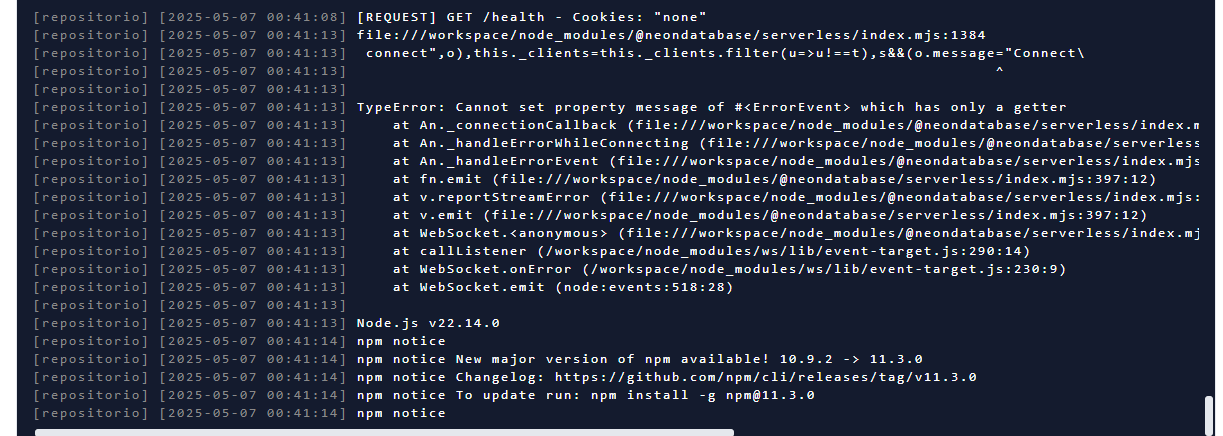 [repositorio] [2025-05-07 00:41:08] [REQUEST] GET /health - Cookies: "none"
[repositorio] [2025-05-07 00:41:13] file:///workspace/node_modules/@neondatabase/serverless/index.mjs:1384
[repositorio] [2025-05-07 00:41:13] connect",o),this._clients=this._clients.filter(u=>u!==t),s&&(o.message="Connect\
[repositorio] [2025-05-07 00:41:13] ^
[repositorio] [2025-05-07 00:41:13]
[repositorio] [2025-05-07 00:41:13] TypeError: Cannot set property message of #<ErrorEvent> which has only a getter
[repositorio] [2025-05-07 00:41:13] at An._connectionCallback (file:///workspace/node_modules/@neondatabase/serverless/index.m
[repositorio] [2025-05-07 00:41:13] at An._handleErrorWhileConnecting (file:///workspace/node_modules/@neondatabase/serverless
[repositorio] [2025-05-07 00:41:13] at An._handleErrorEvent (file:///workspace/node_modules/@neondatabase/serverless/index.mjs
[repositorio] [2025-05-07 00:41:13] at fn.emit (file:///workspace/node_modules/@neondatabase/serverless/index.mjs:397:12)
[repositorio] [2025-05-07 00:41:13] at v.reportStreamError (file:///workspace/node_modules/@neondatabase/serverless/index.mjs:
[repositorio] [2025-05-07 00:41:13] at v.emit (file:///workspace/node_modules/@neondatabase/serverless/index.mjs:397:12)
[repositorio] [2025-05-07 00:41:13] at WebSocket.<anonymous> (file:///workspace/node_modules/@neondatabase/serverless/index.mj
[repositorio] [2025-05-07 00:41:13] at callListener (/workspace/node_modules/ws/lib/event-target.js:290:14)
[repositorio] [2025-05-07 00:41:13] at WebSocket.onError (/workspace/node_modules/ws/lib/event-target.js:230:9)
[repositorio] [2025-05-07 00:41:13] at WebSocket.emit (node:events:518:28)
[repositorio] [2025-05-07 00:41:13]
[repositorio] [2025-05-07 00:41:13] Node.js v22.14.0
[repositorio] [2025-05-07 00:41:14] npm notice
[repositorio] [2025-05-07 00:41:14] npm notice New major version of npm available! 10.9.2 -> 11.3.0
[repositorio] [2025-05-07 00:41:14] npm notice Changelog: https://github.com/npm/cli/releases/tag/v11.3.0
[repositorio] [2025-05-07 00:41:14] npm notice To update run: npm install -g npm@11.3.0
[repositorio] [2025-05-07 00:41:14] npm notice